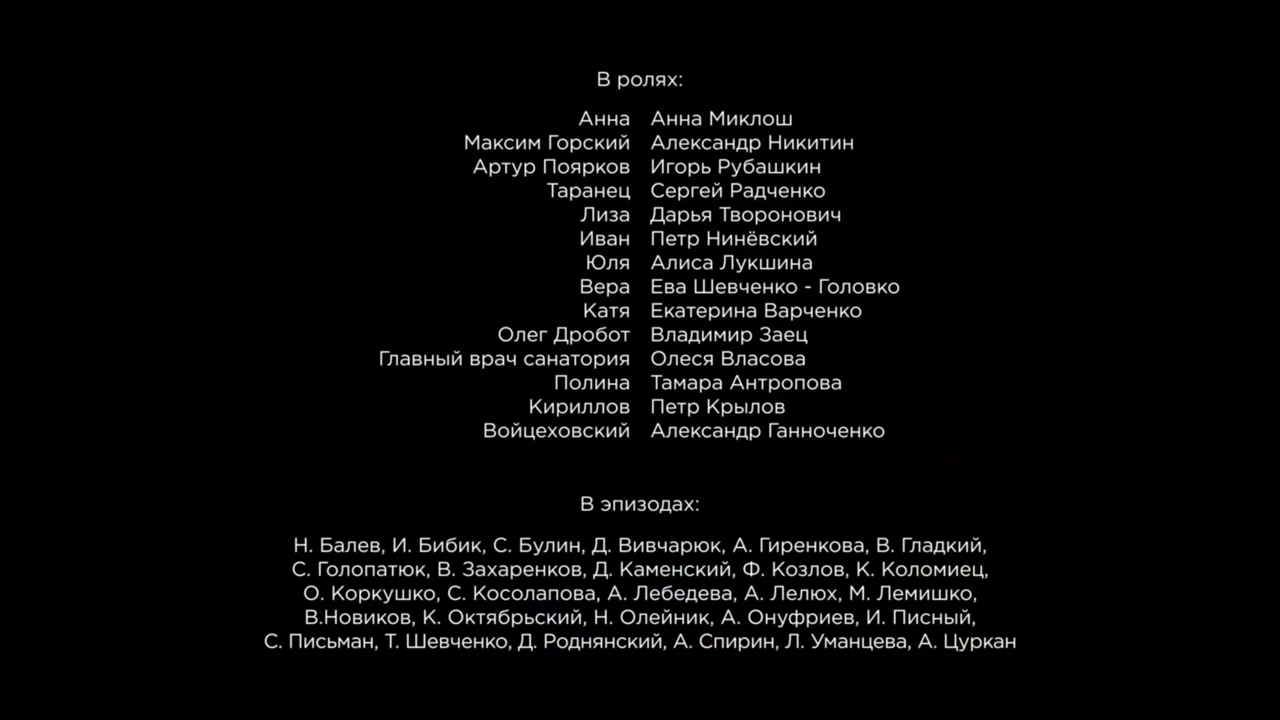 В ролях:
Анна Анна Миклош
Максим Горский Александр Никитин
Артур Поярков Игорь Рубашкин
Таранец Сергей Радченко
Лиза Дарья Творонович
Иван Петр Нинёвский
Юля Алиса Лукшина
Вера Ева Шевченко - Головко
Катя Екатерина Варченко
Олег Дробот Владимир Заец
Главный врач санатория Олеся Власова
Полина Тамара Антропова
Кириллов Петр Крылов
Войцеховский Александр Ганноченко
В эпизодах:
Н. Балев, И. Бибик, С. Булин, Д. Вивчарюк, А. Гиренкова, В. Гладкий,
С. Голопатюк, В. Захаренков, Д. Каменский, Ф. Козлов, К. Коломиец,
О. Коркушко, С. Косолапова, А. Лебедева, А. Лелюх, М. Лемишко,
В.Новиков, К. Октябрьский, Н. Олейник, А. Онуфриев, И. Писный,
С. Письман, Т. Шевченко, Д. Роднянский, А. Спирин, Л. Уманцева, А. Цуркан